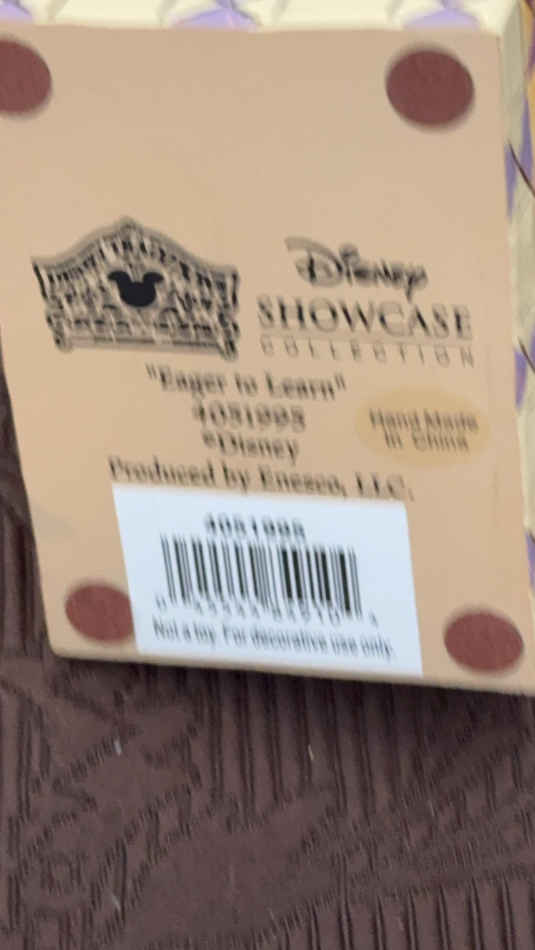 Disney
SHOWCASE
COLLECTION
"Eager to Learn"
4051995
©Disney
Hand Made
in China
Produced by Enesco, LLC.
4051995
Not a toy. For decorative use only.